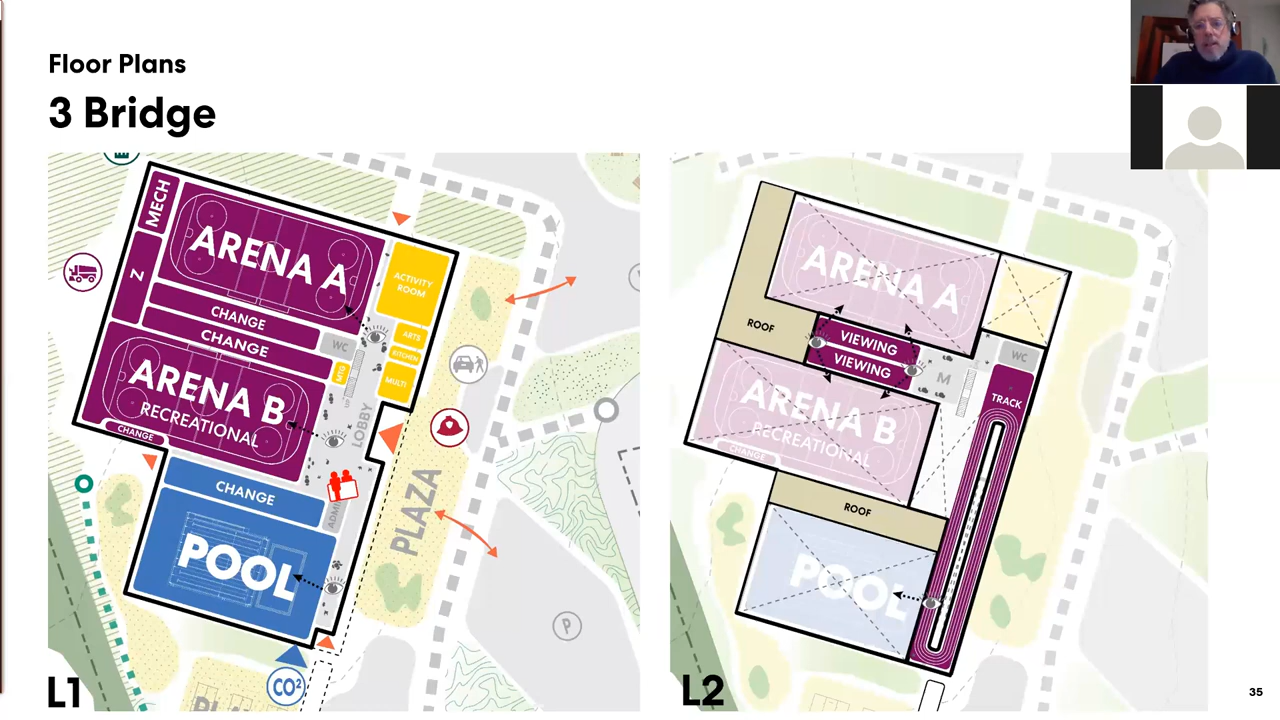 Floor Plans
3 Bridge
MECH
ARENA A
ACTIVITY
ROOM
Z
CHANGE
CHANGE
WC
ARTS
KITCHEN
MTG
MULTI
UP
ARENA B
RECREATIONAL
LOBBY
CHANGE
CHANGE
ADMIN
POOL
PLAZA
P
CO²
L1
ARENA A
ROOF
VIEWING
VIEWING
M
WC
TRACK
ARENA B
RECREATIONAL
CHANGE
ROOF
POOL
L2
35